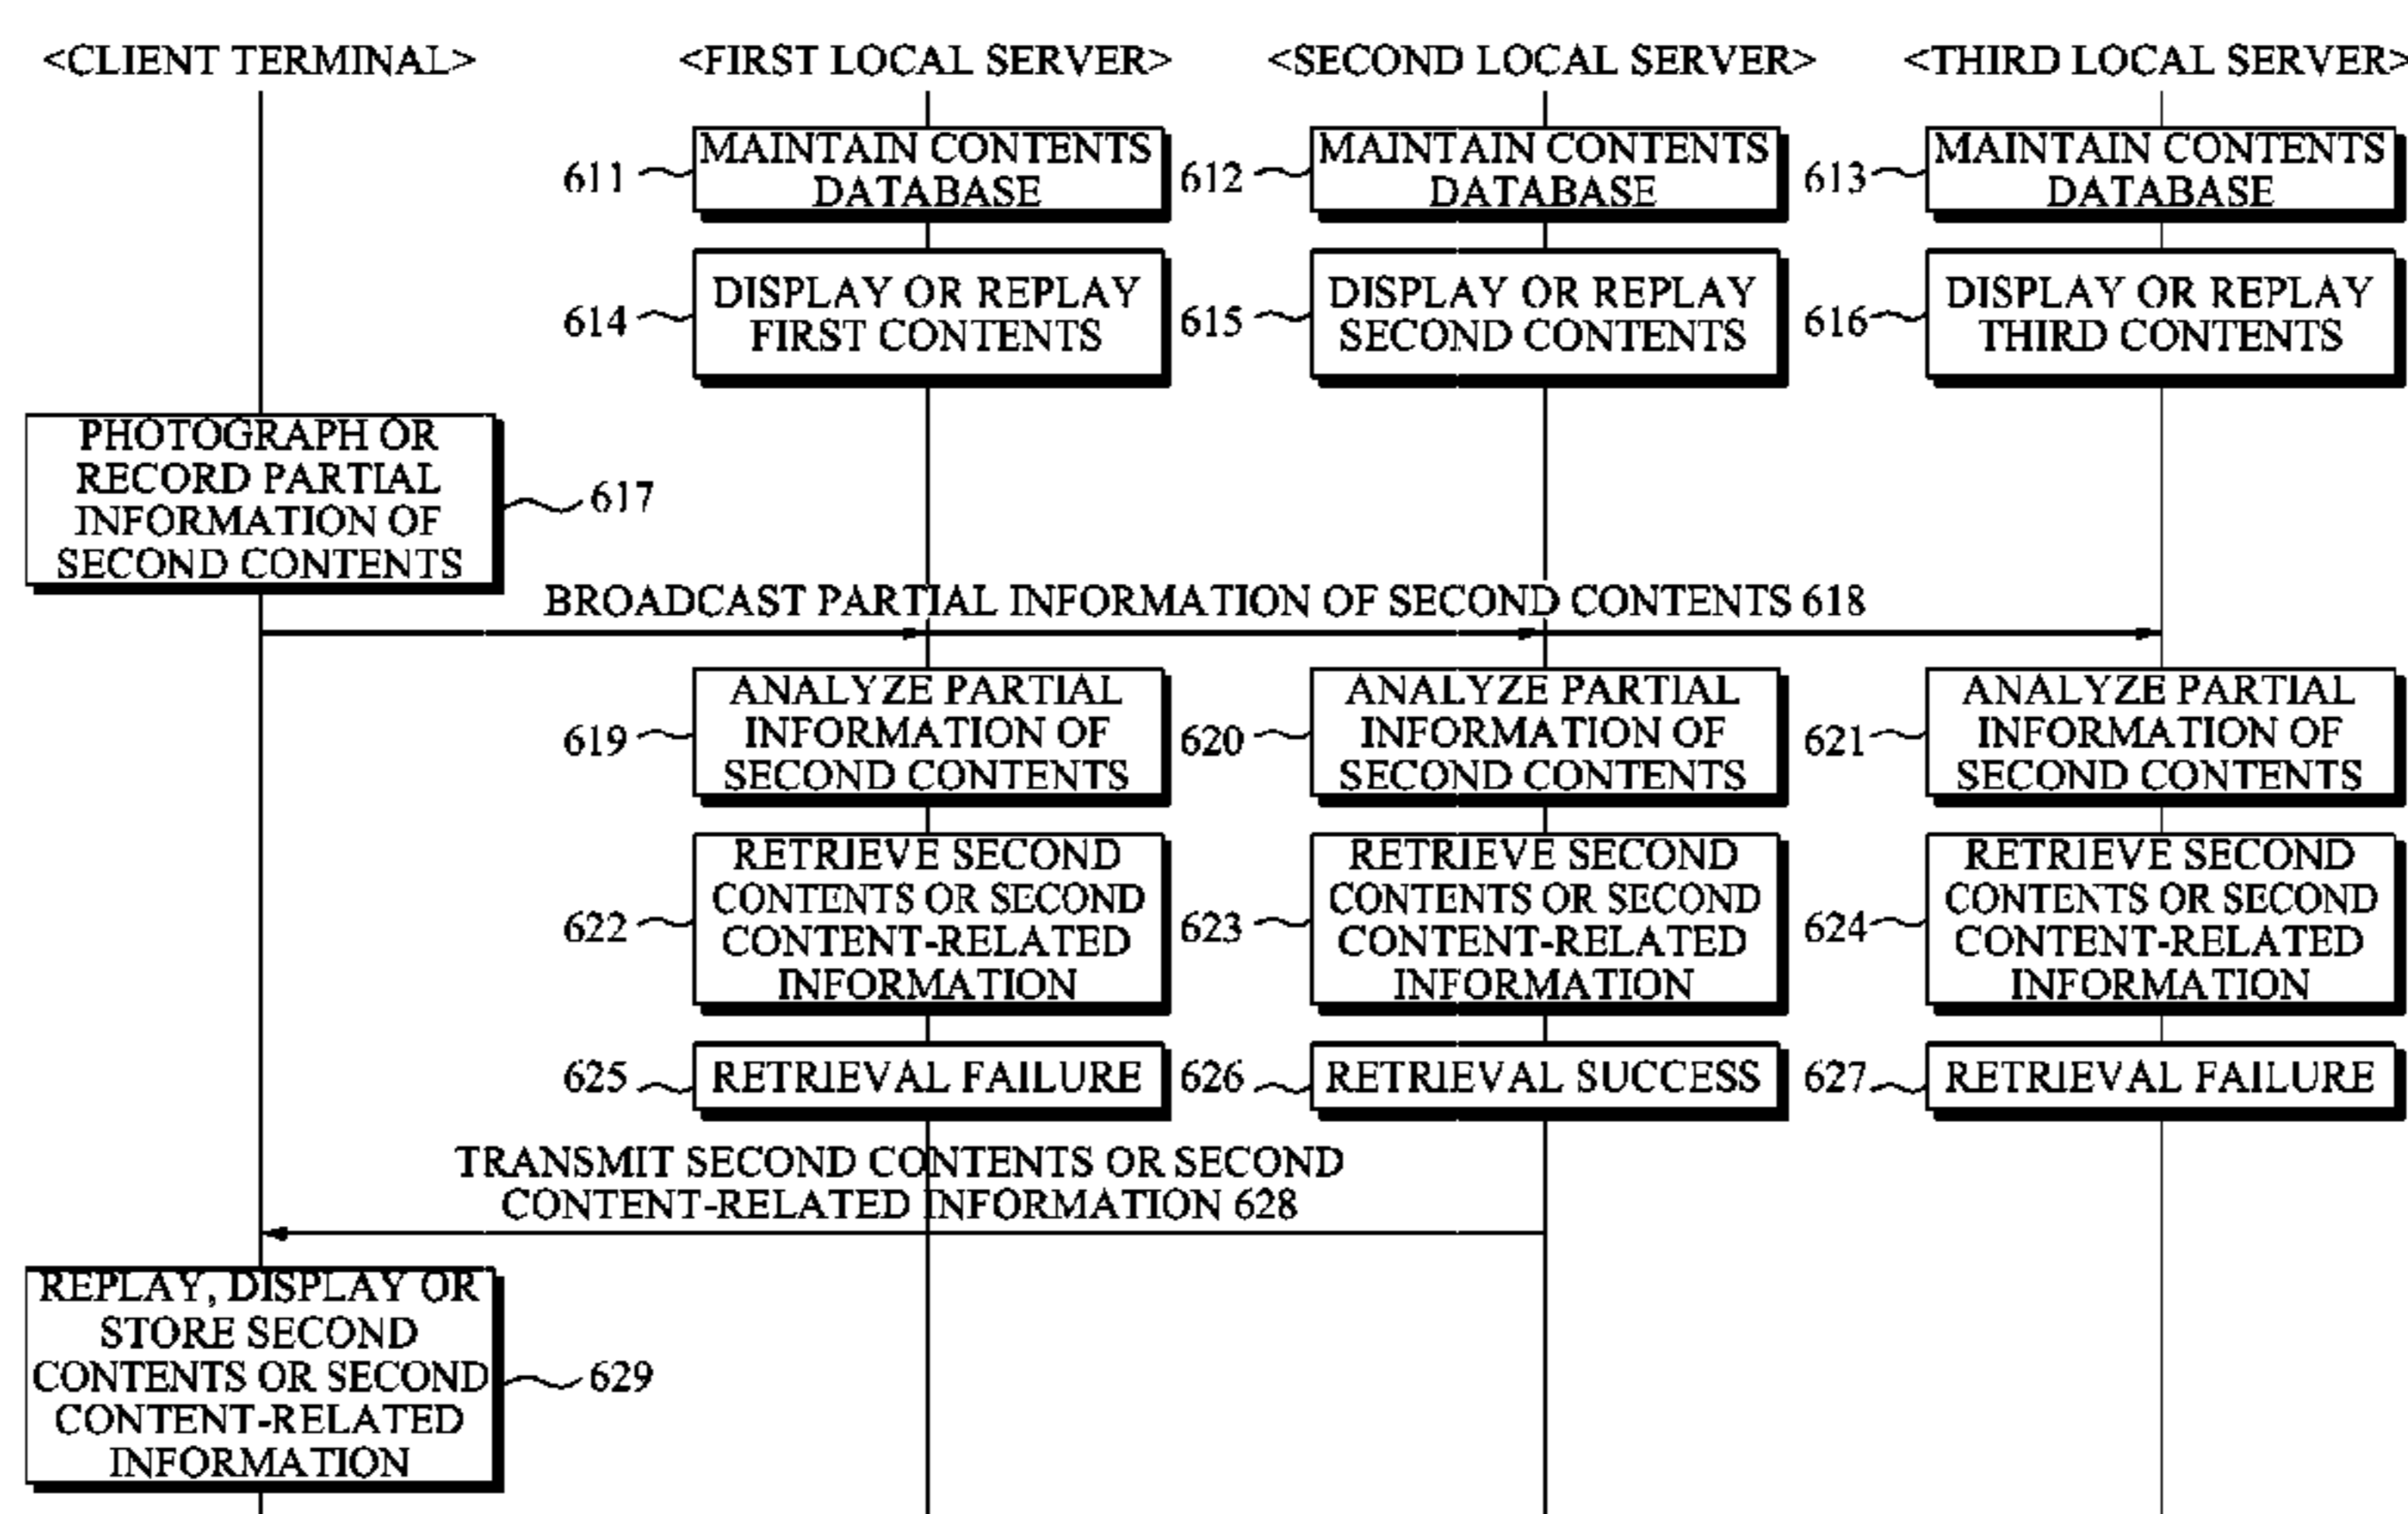 <CLIENT TERMINAL>
<FIRST LOCAL SERVER>
<SECOND LOCAL SERVER>
<THIRD LOCAL SERVER>
611
MAINTAIN CONTENTS
DATABASE
612
MAINTAIN CONTENTS
DATABASE
613
MAINTAIN CONTENTS
DATABASE
614
DISPLAY OR REPLAY
FIRST CONTENTS
615
DISPLAY OR REPLAY
SECOND CONTENTS
616
DISPLAY OR REPLAY
THIRD CONTENTS
PHOTOGRAPH OR
RECORD PARTIAL
INFORMATION OF
SECOND CONTENTS
617
BROADCAST PARTIAL INFORMATION OF SECOND CONTENTS 618
619
ANALYZE PARTIAL
INFORMATION OF
SECOND CONTENTS
620
ANALYZE PARTIAL
INFORMATION OF
SECOND CONTENTS
621
ANALYZE PARTIAL
INFORMATION OF
SECOND CONTENTS
622
RETRIEVE SECOND
CONTENTS OR SECOND
CONTENT-RELATED
INFORMATION
623
RETRIEVE SECOND
CONTENTS OR SECOND
CONTENT-RELATED
INFORMATION
624
RETRIEVE SECOND
CONTENTS OR SECOND
CONTENT-RELATED
INFORMATION
625
RETRIEVAL FAILURE
626
RETRIEVAL SUCCESS
627
RETRIEVAL FAILURE
TRANSMIT SECOND CONTENTS OR SECOND
CONTENT-RELATED INFORMATION 628
REPLAY, DISPLAY OR
STORE SECOND
CONTENTS OR SECOND
CONTENT-RELATED
INFORMATION
629